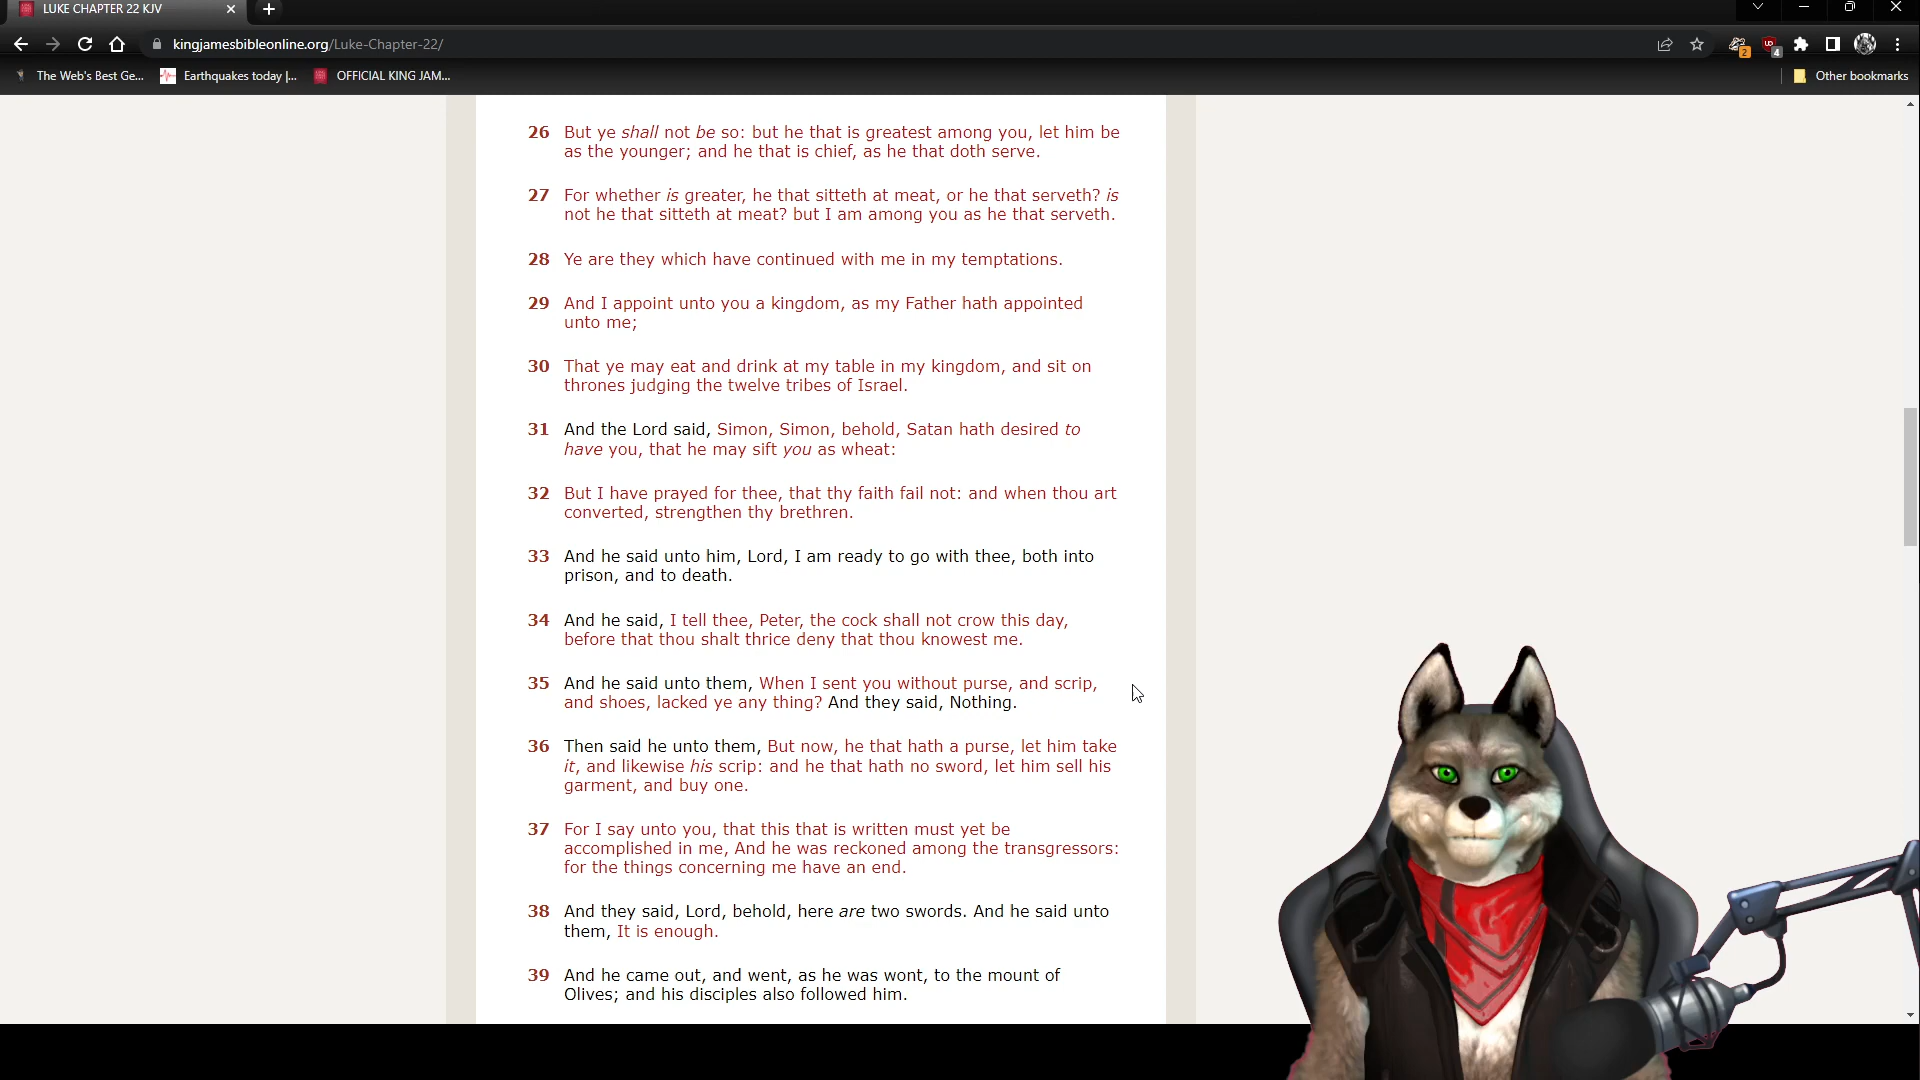 LUKE CHAPTER 22 KJV
kingjamesbibleonline.org/Luke-Chapter-22/
2
4
The Web's Best Ge...
Earthquakes today |...
OFFICIAL KING JAM...
Other bookmarks
26 But ye shall not be so: but he that is greatest among you, let him be
as the younger; and he that is chief, as he that doth serve.
27 For whether is greater, he that sitteth at meat, or he that serveth? is
not he that sitteth at meat? but I am among you as he that serveth.
28 Ye are they which have continued with me in my temptations.
29 And I appoint unto you a kingdom, as my Father hath appointed
unto me;
30 That ye may eat and drink at my table in my kingdom, and sit on
thrones judging the twelve tribes of Israel.
31 And the Lord said, Simon, Simon, behold, Satan hath desired to
have you, that he may sift you as wheat:
32 But I have prayed for thee, that thy faith fail not: and when thou art
converted, strengthen thy brethren.
33 And he said unto him, Lord, I am ready to go with thee, both into
prison, and to death.
34 And he said, I tell thee, Peter, the cock shall not crow this day,
before that thou shalt thrice deny that thou knowest me.
35 And he said unto them, When I sent you without purse, and scrip,
and shoes, lacked ye any thing? And they said, Nothing.
36 Then said he unto them, But now, he that hath a purse, let him take
it, and likewise his scrip: and he that hath no sword, let him sell his
garment, and buy one.
37 For I say unto you, that this that is written must yet be
accomplished in me, And he was reckoned among the transgressors:
for the things concerning me have an end.
38 And they said, Lord, behold, here are two swords. And he said unto
them, It is enough.
39 And he came out, and went, as he was wont, to the mount of
Olives; and his disciples also followed him.